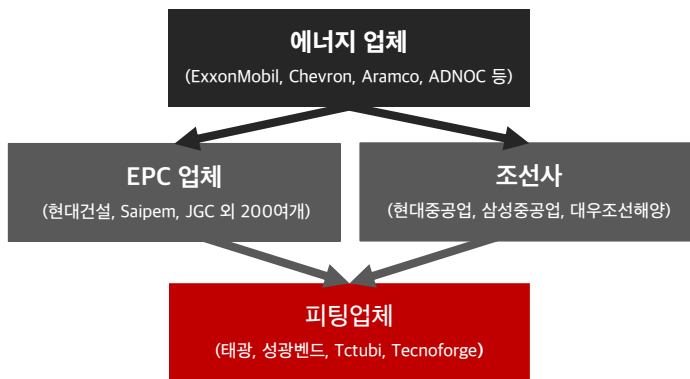 에너지 업체
(ExxonMobil, Chevron, Aramco, ADNOC 등)
EPC 업체
(현대건설, Saipem, JGC 외 200여개)
조선사
(현대중공업, 삼성중공업, 대우조선해양)
피팅업체
(태광, 성광벤드, Tctubi, Tecnoforge)